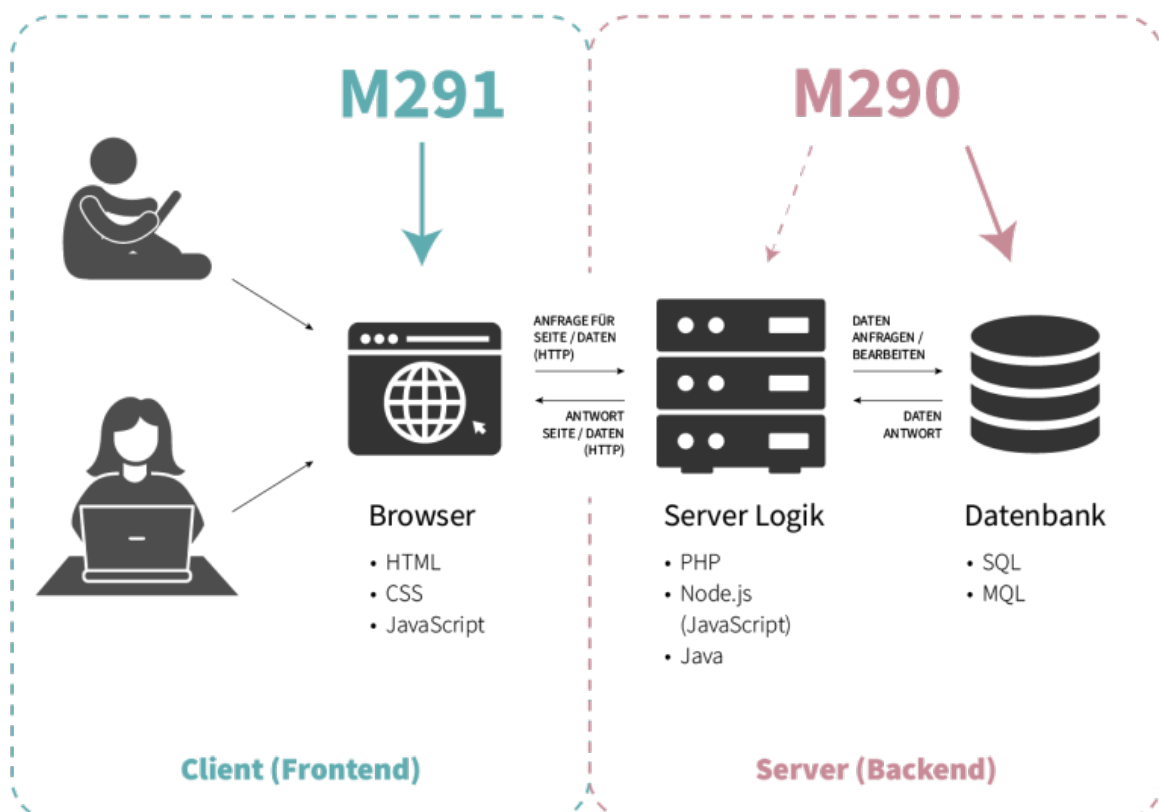 M291
M290
ANFRAGE FÜR
SEITE / DATEN
(HTTP)
ANTWORT
SEITE / DATEN
(HTTP)
DATEN
ANFRAGEN /
BEARBEITEN
DATEN
ANTWORT
Browser
• HTML
• CSS
• JavaScript
Server Logik
• PHP
• Node.js
(JavaScript)
• Java
Datenbank
• SQL
• MQL
Client (Frontend)
Server (Backend)